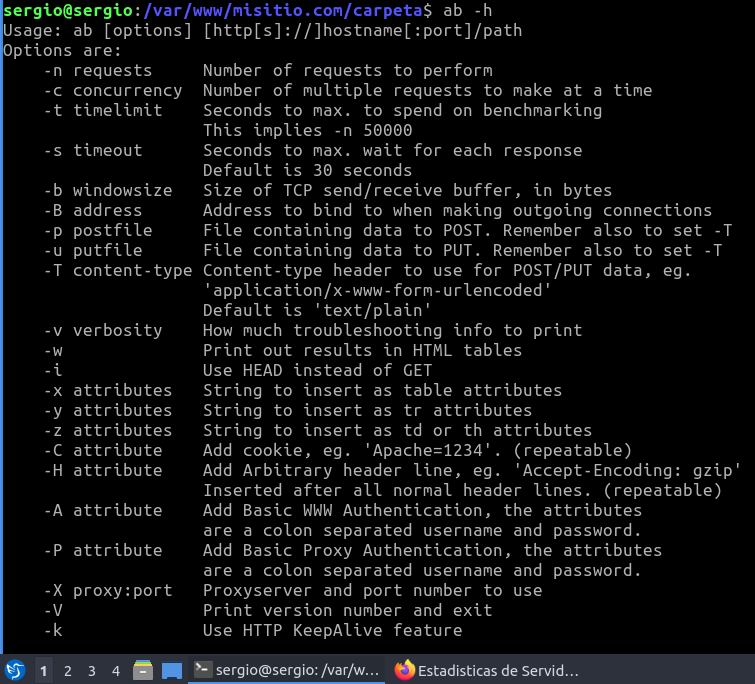 sergio@sergio:/var/www/misitio.com/carpeta$ ab -h
Usage: ab [options] [http[s]://]hostname[:port]/path
Options are:
    -n requests     Number of requests to perform
    -c concurrency  Number of multiple requests to make at a time
    -t timelimit    Seconds to max. to spend on benchmarking
                    This implies -n 50000
    -s timeout      Seconds to max. wait for each response
                    Default is 30 seconds
    -b windowsize   Size of TCP send/receive buffer, in bytes
    -B address      Address to bind to when making outgoing connections
    -p postfile     File containing data to POST. Remember also to set -T
    -u putfile      File containing data to PUT. Remember also to set -T
    -T content-type Content-type header to use for POST/PUT data, eg.
                    'application/x-www-form-urlencoded'
                    Default is 'text/plain'
    -v verbosity    How much troubleshooting info to print
    -w              Print out results in HTML tables
    -i              Use HEAD instead of GET
    -x attributes   String to insert as table attributes
    -y attributes   String to insert as tr attributes
    -z attributes   String to insert as td or th attributes
    -C attribute    Add cookie, eg. 'Apache=1234'. (repeatable)
    -H attribute    Add Arbitrary header line, eg. 'Accept-Encoding: gzip'
                    Inserted after all normal header lines. (repeatable)
    -A attribute    Add Basic WWW Authentication, the attributes
                    are a colon separated username and password.
    -P attribute    Add Basic Proxy Authentication, the attributes
                    are a colon separated username and password.
    -X proxy:port   Proxyserver and port number to use
    -V              Print version number and exit
    -k              Use HTTP KeepAlive feature
1 2 3 4 sergio@sergio: /var/w... Estadisticas de Servid...